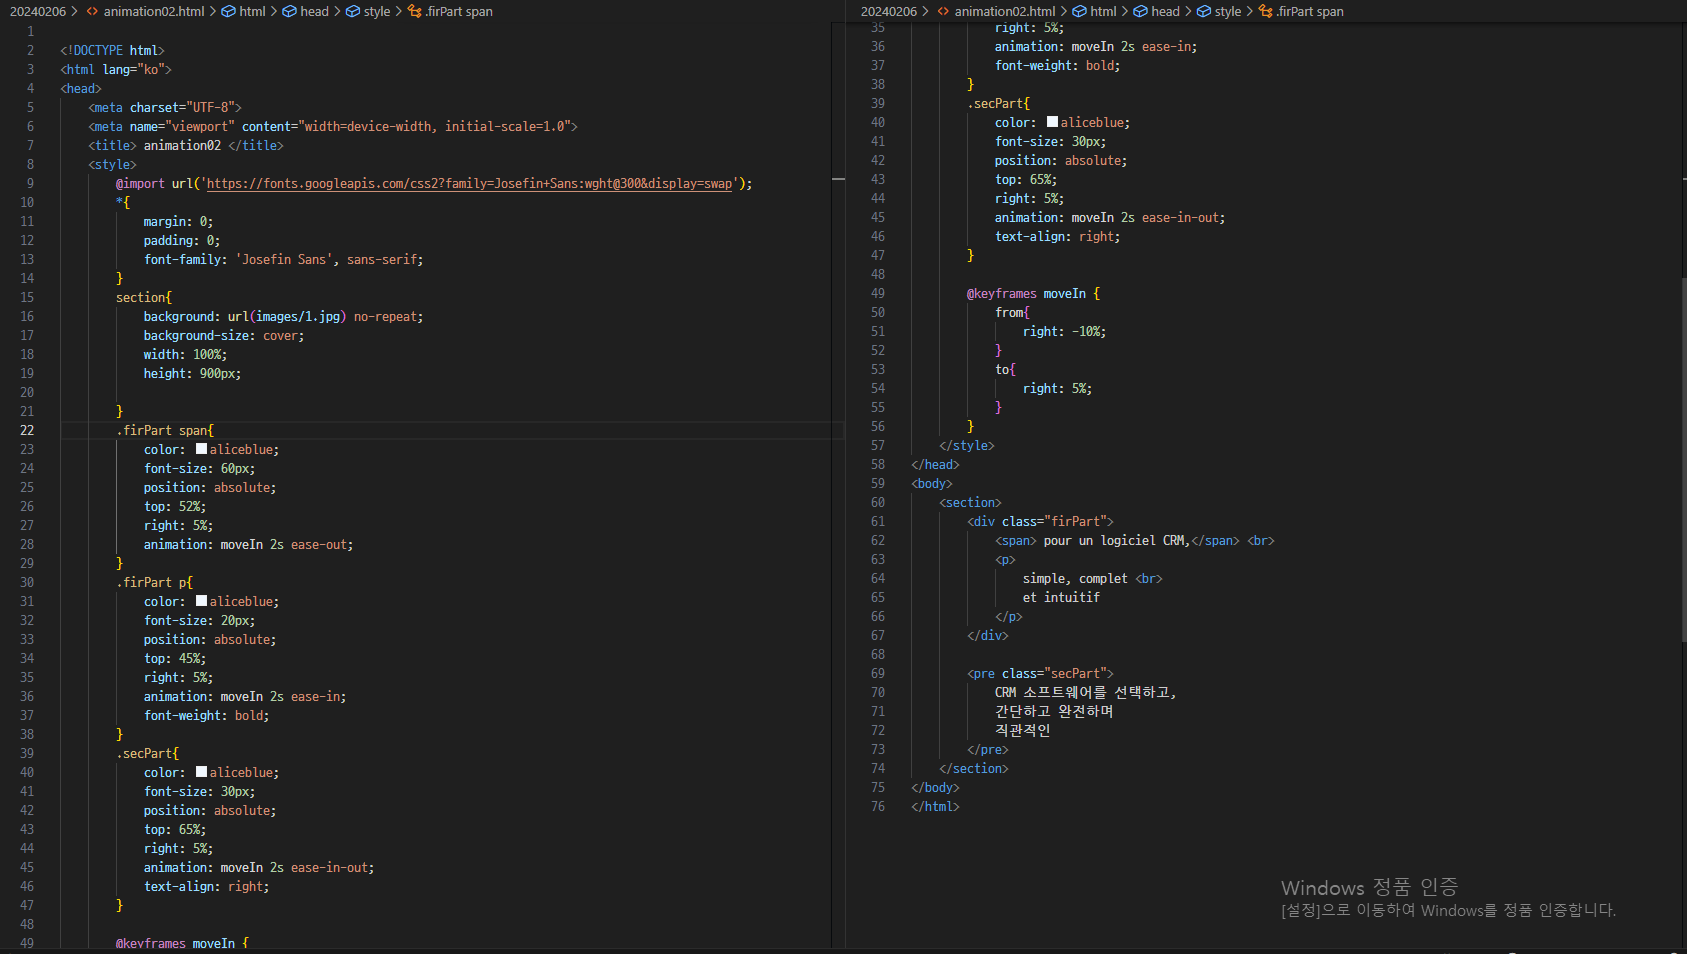 20240206 > <> animation02.html > html > head > style > .firPart span
1
2 <!DOCTYPE html>
3 <html lang="ko">
4 <head>
5 <meta charset="UTF-8">
6 <meta name="viewport" content="width=device-width, initial-scale=1.0">
7 <title> animation02 </title>
8 <style>
9 @import url('https://fonts.googleapis.com/css2?family=Josefin+Sans:wght@300&display=swap');
10 *{
11 margin: 0;
12 padding: 0;
13 font-family: 'Josefin Sans', sans-serif;
14 }
15 section{
16 background: url(images/1.jpg) no-repeat;
17 background-size: cover;
18 width: 100%;
19 height: 900px;
20
21 }
22 .firPart span{
23 color: aliceblue;
24 font-size: 60px;
25 position: absolute;
26 top: 52%;
27 right: 5%;
28 animation: moveIn 2s ease-out;
29 }
30 .firPart p{
31 color: aliceblue;
32 font-size: 20px;
33 position: absolute;
34 top: 45%;
35 right: 5%;
36 animation: moveIn 2s ease-in;
37 font-weight: bold;
38 }
39 .secPart{
40 color: aliceblue;
41 font-size: 30px;
42 position: absolute;
43 top: 65%;
44 right: 5%;
45 animation: moveIn 2s ease-in-out;
46 text-align: right;
47 }
48
49 @keyframes moveIn {
20240206 > <> animation02.html > html > head > style > .firPart span
35 right: 5%;
36 animation: moveIn 2s ease-in;
37 font-weight: bold;
38 }
39 .secPart{
40 color: aliceblue;
41 font-size: 30px;
42 position: absolute;
43 top: 65%;
44 right: 5%;
45 animation: moveIn 2s ease-in-out;
46 text-align: right;
47 }
48
49 @keyframes moveIn {
50 from{
51 right: -10%;
52 }
53 to{
54 right: 5%;
55 }
56 }
57 </style>
58 </head>
59 <body>
60 <section>
61 <div class="firPart">
62 <span> pour un logiciel CRM,</span> <br>
63 <p>
64 simple, complet <br>
65 et intuitif
66 </p>
67 </div>
68
69 <pre class="secPart">
70 CRM 소프트웨어를 선택하고,
71 간단하고 완전하며
72 직관적인
73 </pre>
74 </section>
75 </body>
76 </html>
Windows 정품 인증
[설정]으로 이동하여 Windows를 정품 인증합니다.